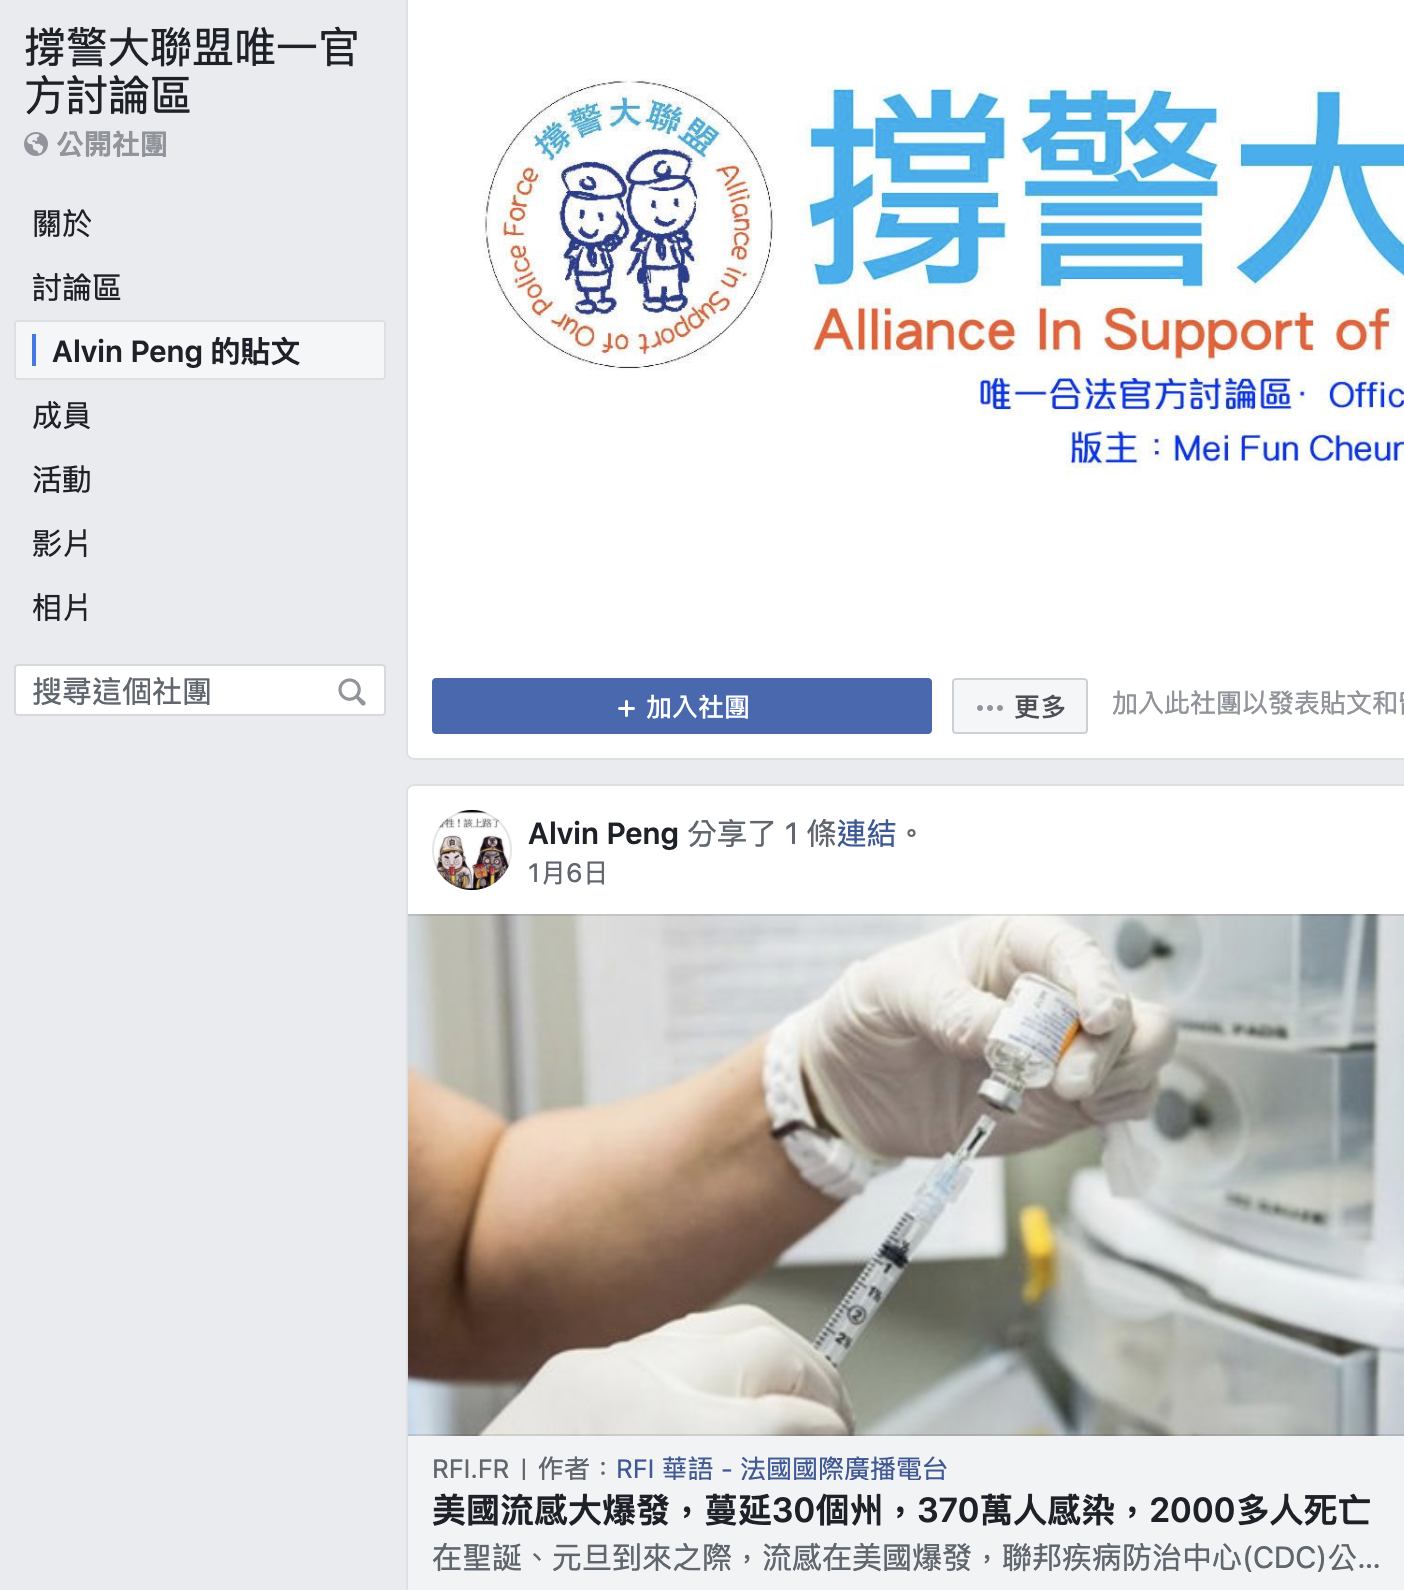 撐警大聯盟唯一官
方討論區
公開社團
關於
討論區
Alvin Peng 的貼文
成員
活動
影片
相片
搜尋這個社團
撐警大聯盟
Alliance in Support of Our Police Force
撐警大
Alliance In Support of
唯一合法官方討論區· Offic
版主：Mei Fun Cheun
+ 加入社團
··· 更多
加入此社團以發表貼文和留
牲！該上路了
Alvin Peng 分享了 1 條連結。
1月6日
RFI.FR | 作者：RFI 華語 - 法國國際廣播電台
美國流感大爆發，蔓延30個州，370萬人感染，2000多人死亡
在聖誕、元旦到來之際，流感在美國爆發，聯邦疾病防治中心(CDC)公...